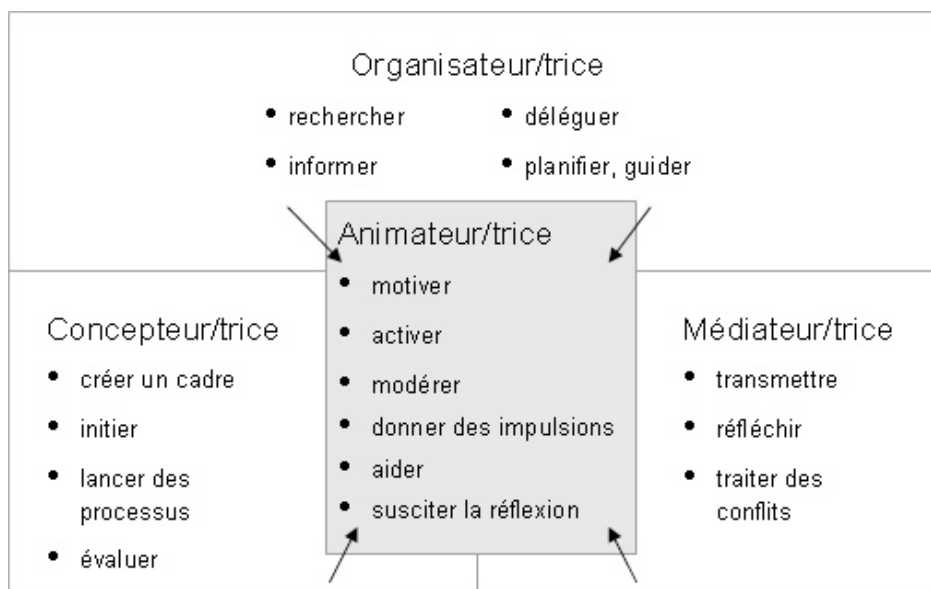 Organisateur/trice
• rechercher
• déléguer
• informer
• planifier, guider
Animateur/trice
• motiver
• activer
• modérer
• donner des impulsions
• aider
• susciter la réflexion
Concepteur/trice
• créer un cadre
• initier
• lancer des
processus
• évaluer
Médiateur/trice
• transmettre
• réfléchir
• traiter des
conflits